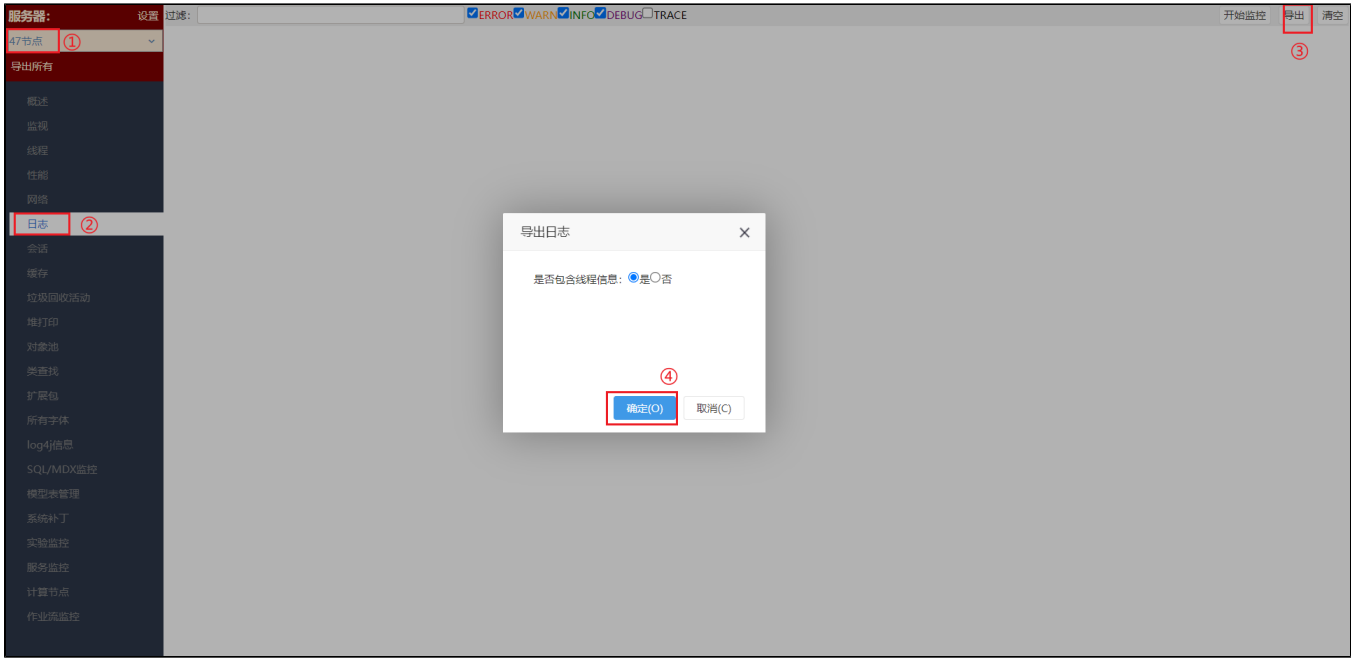 服务器： 设置 过滤： ERROR WARN INFO DEBUG TRACE 开始监控 导出 清空
47节点 ①
③
导出所有
概述
监视
线程
性能
网络
日志 ②
会话
缓存
垃圾回收活动
堆打印
对象池
类查找
扩展包
所有字体
log4j信息
SQL/MDX监控
模型表管理
系统补丁
实验监控
服务监控
计算节点
作业流监控
导出日志
是否包含线程信息： 是 否
④
确定(O) 取消(C)